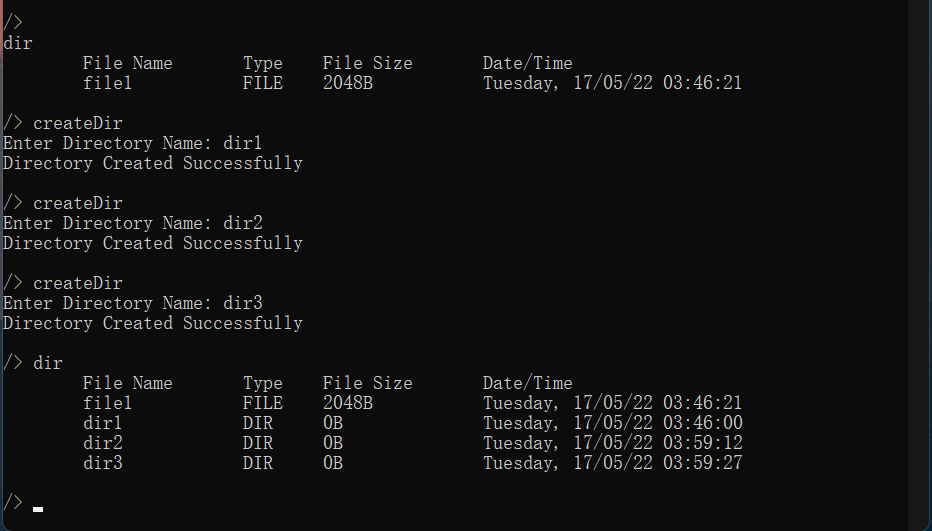 />
dir
File Name Type File Size Date/Time
file1 FILE 2048B Tuesday, 17/05/22 03:46:21
/> createDir
Enter Directory Name: dir1
Directory Created Successfully
/> createDir
Enter Directory Name: dir2
Directory Created Successfully
/> createDir
Enter Directory Name: dir3
Directory Created Successfully
/> dir
File Name Type File Size Date/Time
file1 FILE 2048B Tuesday, 17/05/22 03:46:21
dir1 DIR 0B Tuesday, 17/05/22 03:46:00
dir2 DIR 0B Tuesday, 17/05/22 03:59:12
dir3 DIR 0B Tuesday, 17/05/22 03:59:27
/>